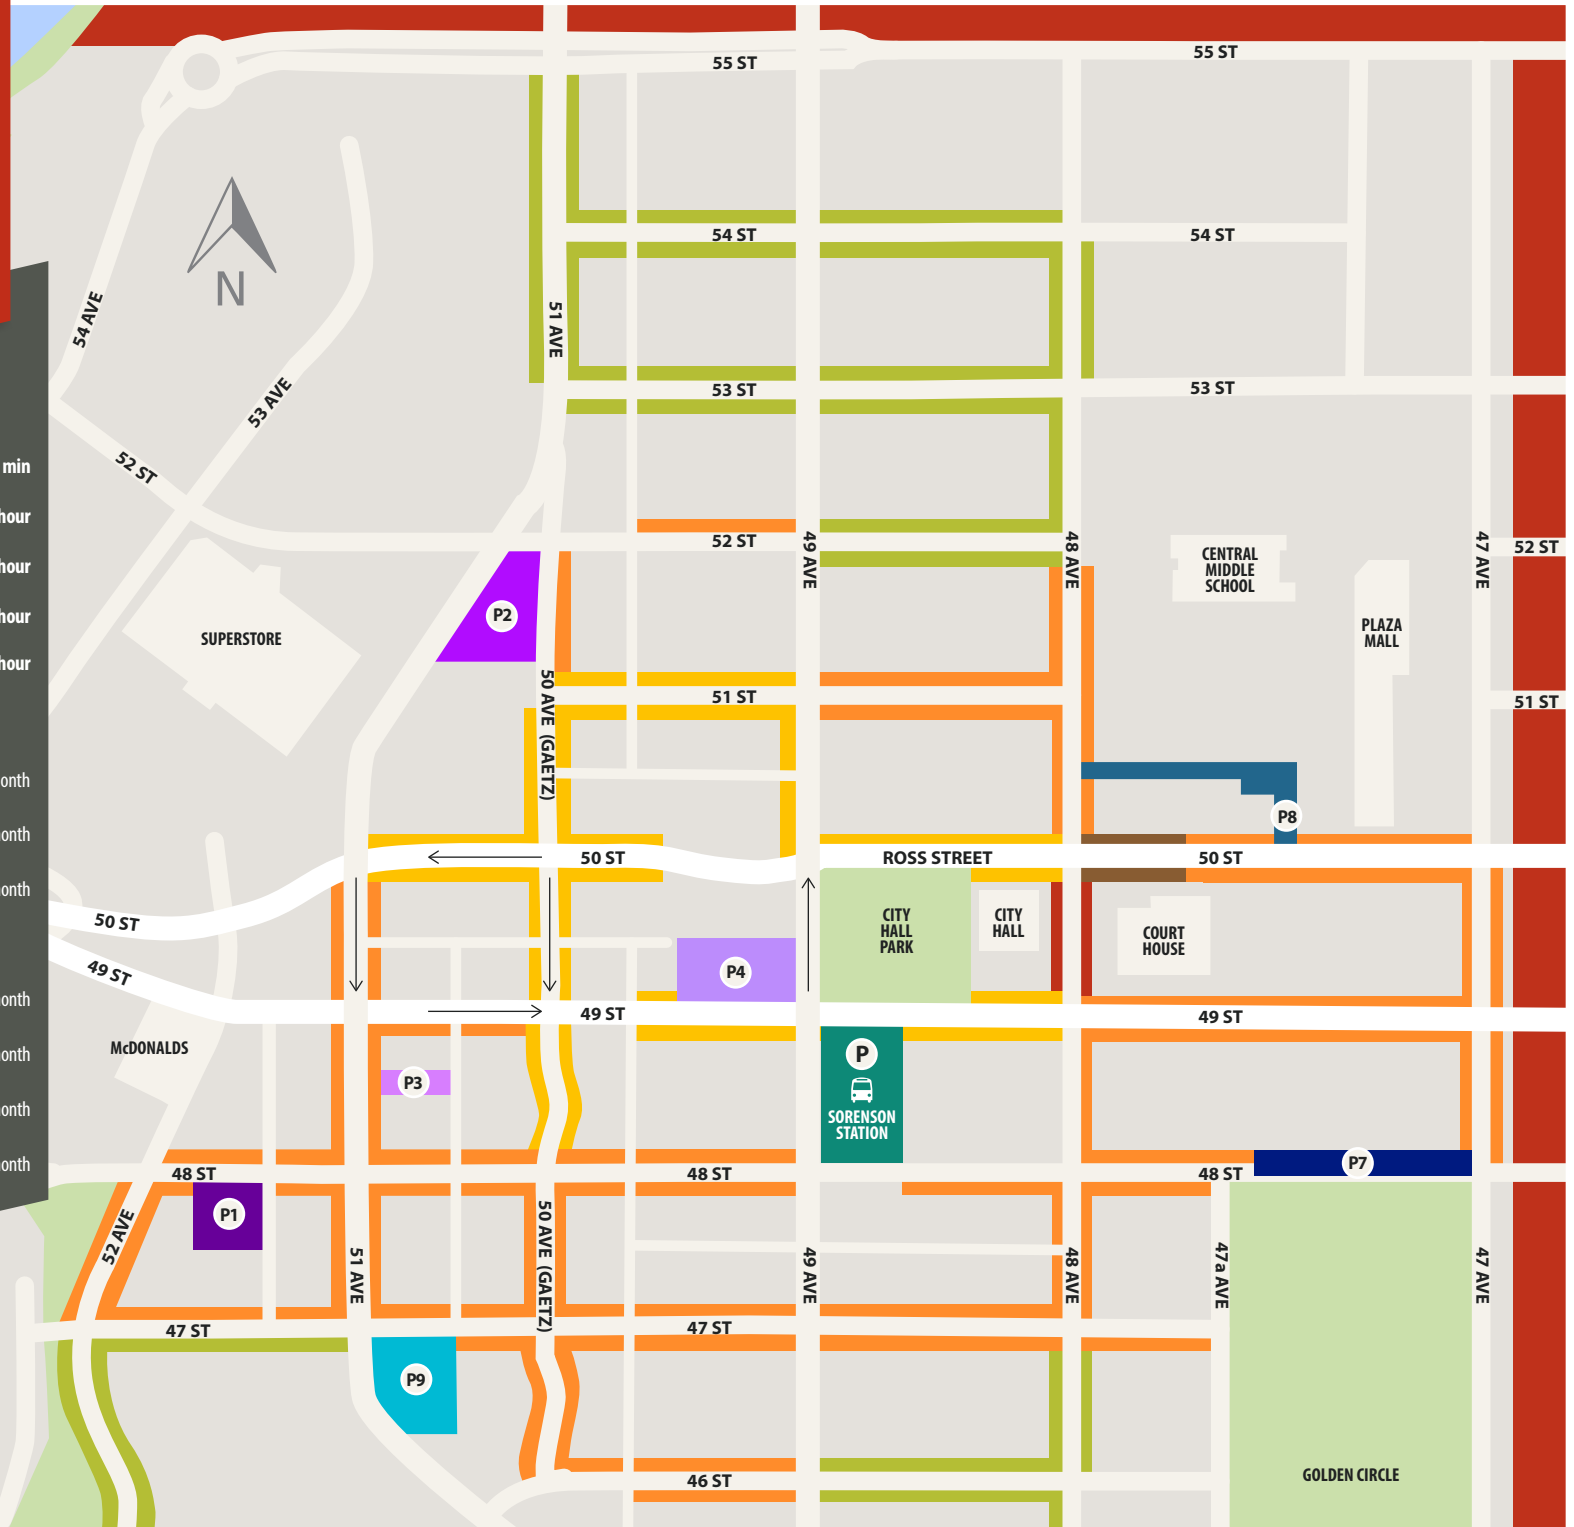 55 ST
55 ST
54 ST
54 ST
N
54 AVE
51 AVE
53 AVE
53 ST
53 ST
52 ST
min
hour
hour
hour
hour
52 ST
49 AVE
48 AVE
47 AVE
52 ST
CENTRAL
MIDDLE
SCHOOL
P2
SUPERSTORE
PLAZA
MALL
50 AVE (GAETZ)
51 ST
51 ST
onth
onth
onth
onth
onth
onth
onth
P8
50 ST
ROSS STREET
50 ST
50 ST
CITY
HALL
PARK
CITY
HALL
COURT
HOUSE
49 ST
P4
49 ST
49 ST
McDONALDS
P3
P
SORENSON
STATION
48 ST
48 ST
48 ST
P7
P1
52 AVE
51 AVE
50 AVE (GAETZ)
49 AVE
48 AVE
47a AVE
47 AVE
47 ST
47 ST
P9
46 ST
GOLDEN CIRCLE